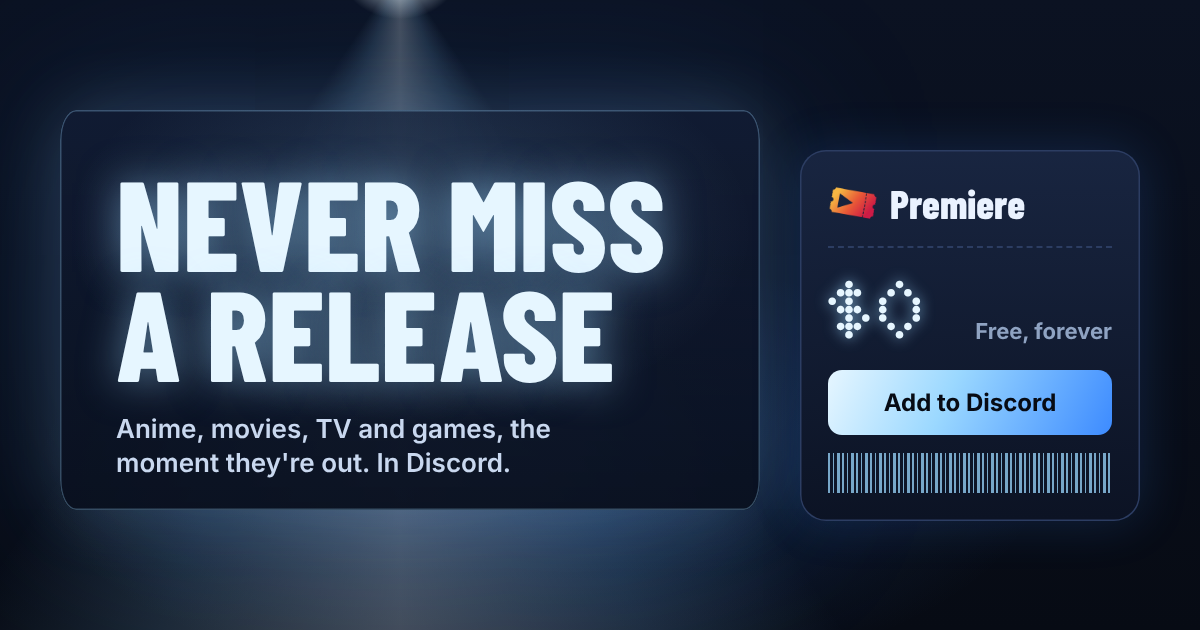 NEVER MISS
A RELEASE
Anime, movies, TV and games, the
moment they're out. In Discord.
Premiere
$0
Free, forever
Add to Discord